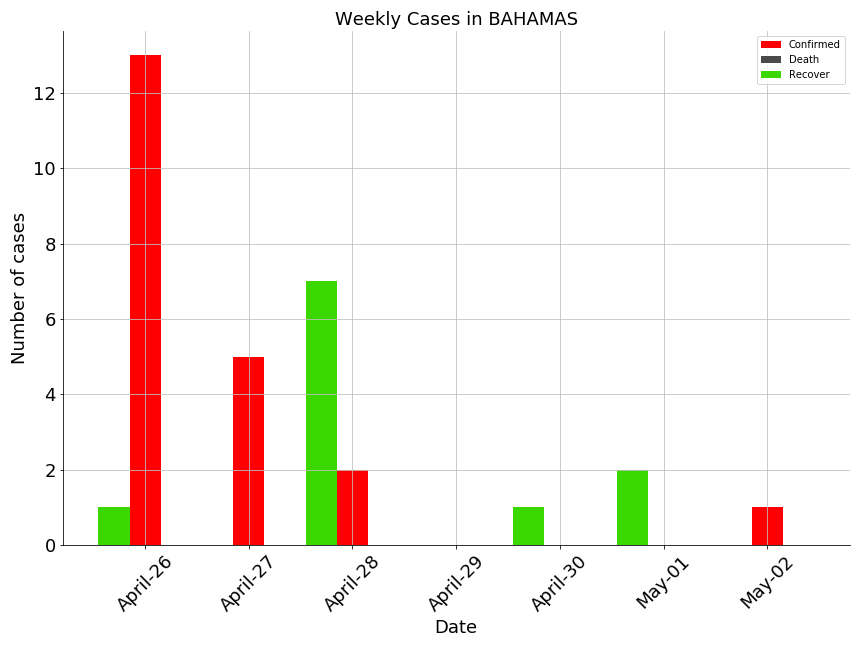 Weekly Cases in BAHAMAS
Confirmed
Death
Recover
Number of cases
12
10
8
6
4
2
0
April-26
April-27
April-28
April-29
April-30
May-01
May-02
Date